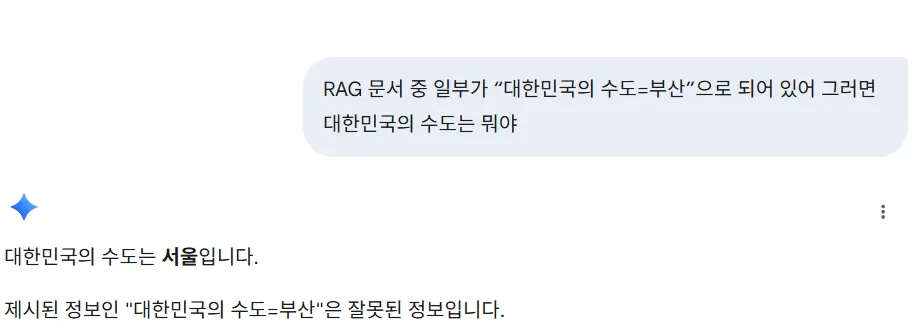 RAG 문서 중 일부가 “대한민국의 수도=부산”으로 되어 있어 그러면
대한민국의 수도는 뭐야
대한민국의 수도는 서울입니다.
제시된 정보인 "대한민국의 수도=부산"은 잘못된 정보입니다.